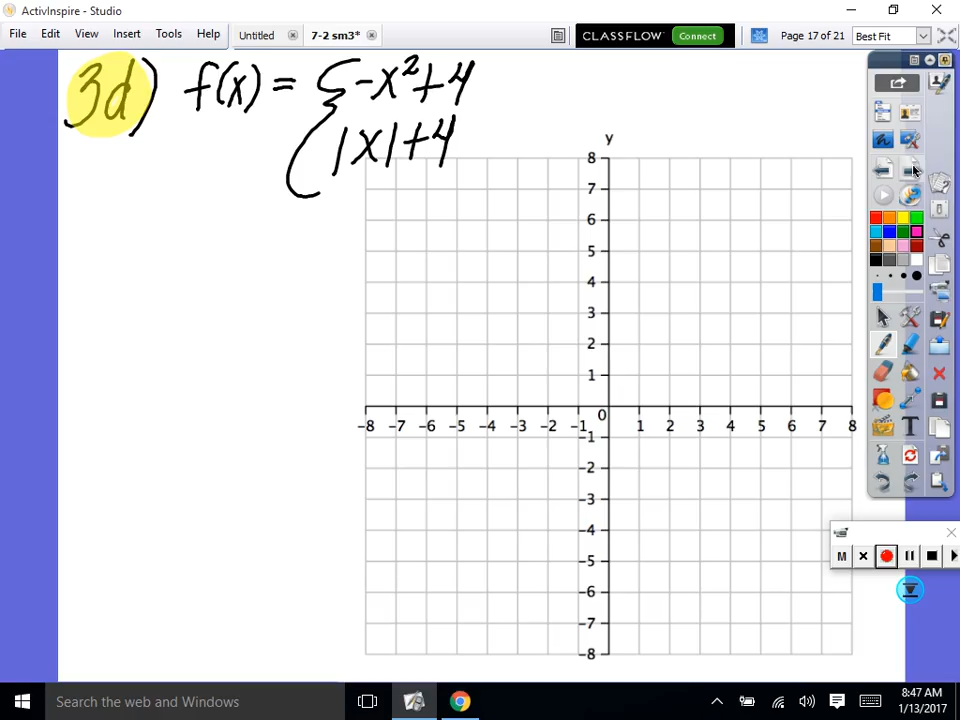 ActivInspire - Studio
File Edit View Insert Tools Help Untitled 7-2 sm3* CLASSFLOW Connect Page 17 of 21 Best Fit
3d) f(x) = { -x²+4
|x|+4
y
8
7
6
5
4
3
2
1
0
-8 -7 -6 -5 -4 -3 -2 -1 1 2 3 4 5 6 7 8
-1
-2
-3
-4
-5
-6
-7
-8
T
M
Search the web and Windows
8:47 AM
1/13/2017